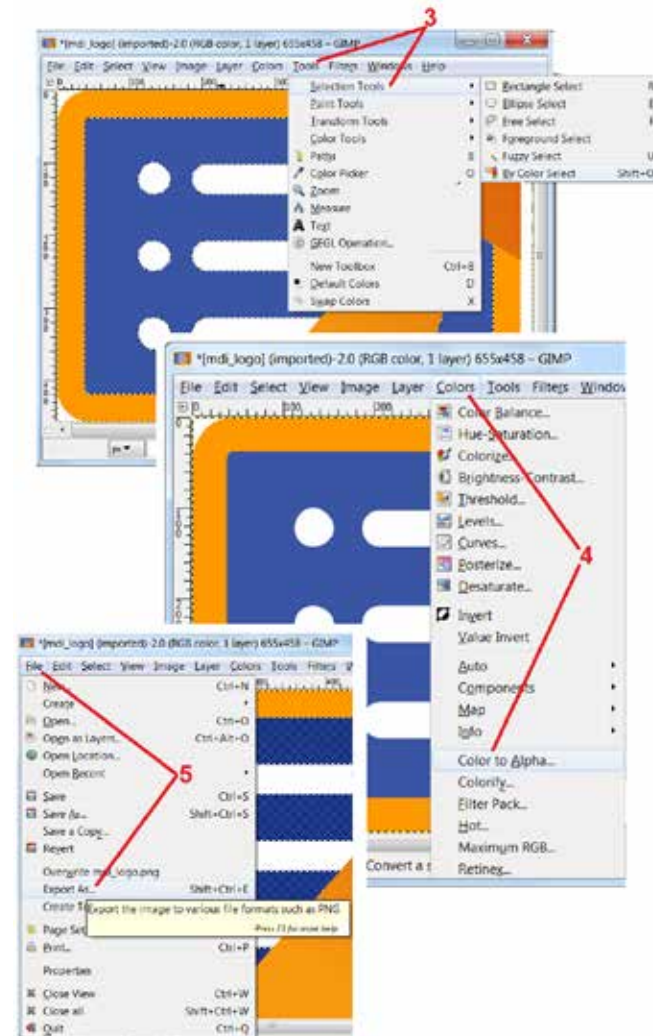 3
*[mdi_logo] (imported)-2.0 (RGB color, 1 layer) 655x458 – GIMP
File Edit Select View Image Layer Colors Tools Filters Windows Help
Selection Tools
Paint Tools
Transform Tools
Color Tools
Paths B
Color Picker O
Zoom
Measure
Text
GEGL Operation...
New Toolbox Ctrl+B
Default Colors D
Swap Colors X
Rectangle Select R
Ellipse Select E
Free Select F
Foreground Select
Fuzzy Select U
By Color Select Shift+O
px
*[mdi_logo] (imported)-2.0 (RGB color, 1 layer) 655x458 – GIMP
File Edit Select View Image Layer Colors Tools Filters Window
Color Balance...
Hue-Saturation...
Colorize...
Brightness-Contrast...
Threshold...
Levels...
Curves...
Posterize...
Desaturate...
Invert
Value Invert
Auto
Components
Map
Info
Color to Alpha...
Colorify...
Filter Pack...
Hot...
Maximum RGB...
Retinex...
Convert a s
4
*[mdi_logo] (imported)-2.0 (RGB color, 1 layer) 655x458 – GIMP
File Edit Select View Image Layer Colors Tools Filters W
New... Ctrl+N
Create
Open... Ctrl+O
Open as Layers... Ctrl+Alt+O
Open Location...
Open Recent
5
Save Ctrl+S
Save As... Shift+Ctrl+S
Save a Copy...
Revert
Overwrite mdi_logo.png
Export As... Shift+Ctrl+E
Create T
Export the image to various file formats such as PNG
Press F1 for more help
Page Set
Print... Ctrl+P
Properties
Close View Ctrl+W
Close all Shift+Ctrl+W
Quit Ctrl+Q